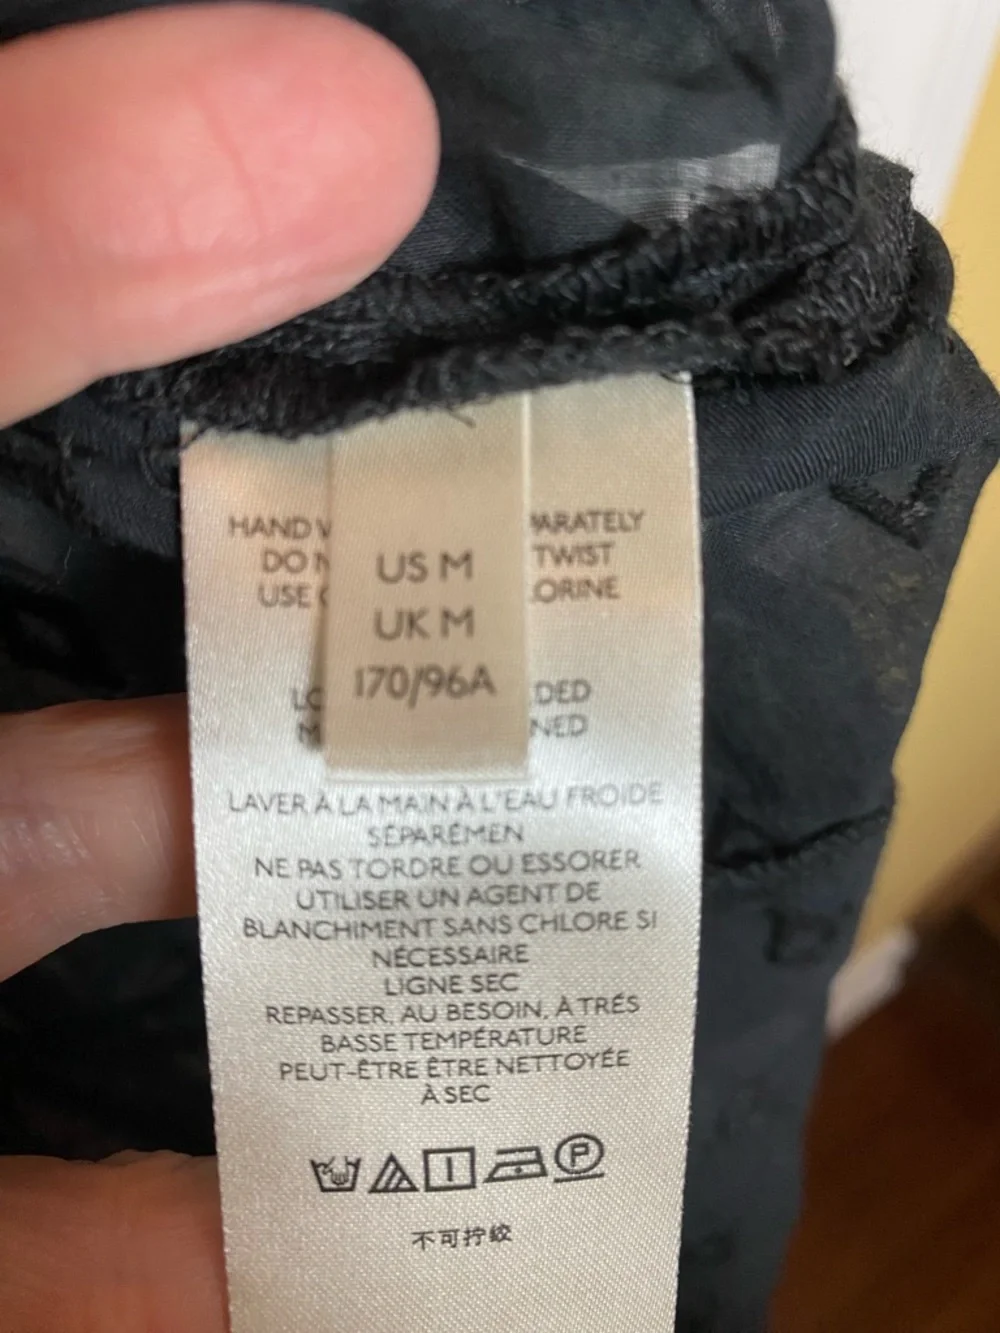 HAND
ARATELY
DO
TWIST
USE
ORINE
DED
NED
US M
UK M
170/96A
LAVER À LA MAIN À L'EAU FROIDE
SÉPARÉMEN
NE PAS TORDRE OU ESSORER
UTILISER UN AGENT DE
BLANCHIMENT SANS CHLORE SI
NÉCESSAIRE
LIGNE SEC
REPASSER, AU BESOIN, À TRÉS
BASSE TEMPÉRATURE
PEUT-ÊTRE ÊTRE NETTOYÉE
À SEC
P
不可拧绞